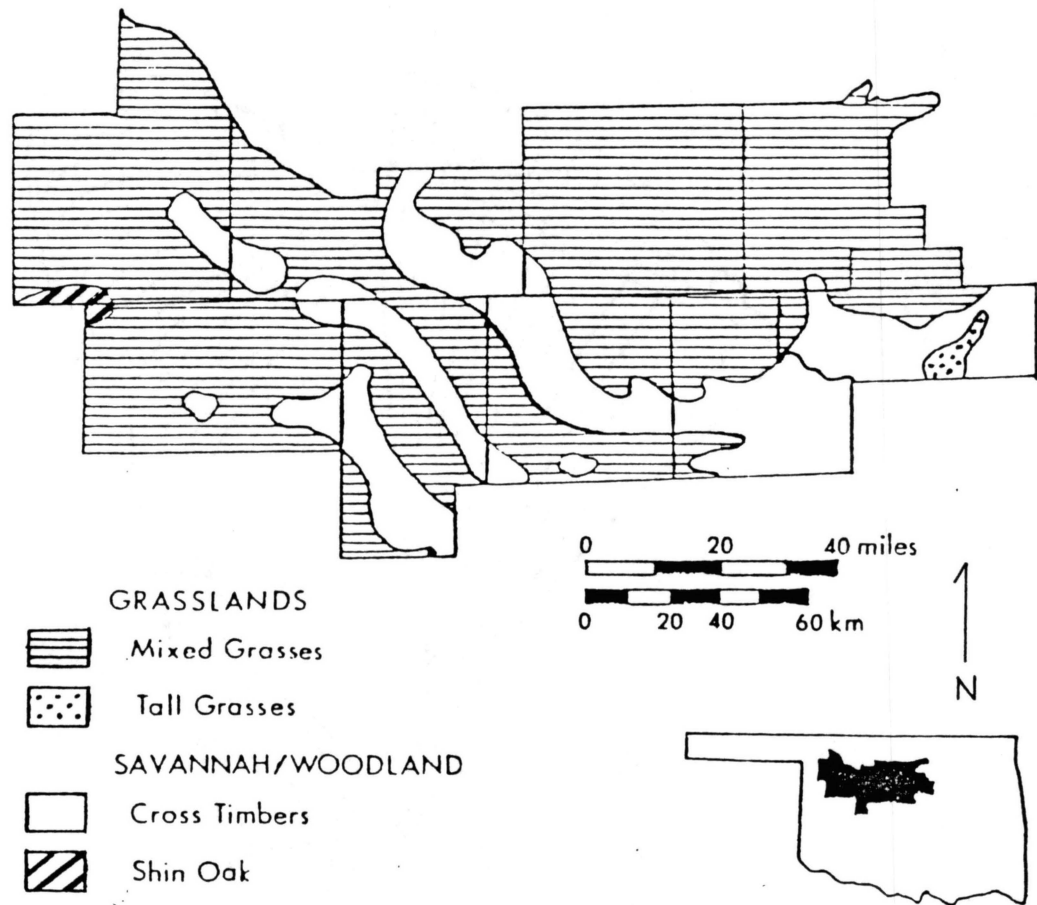 0 20 40 miles
0 20 40 60 km
N
GRASSLANDS
Mixed Grasses
Tall Grasses
SAVANNAH/WOODLAND
Cross Timbers
Shin Oak